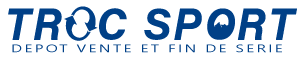 TROC SPORT
DEPOT VENTE ET FIN DE SERIE